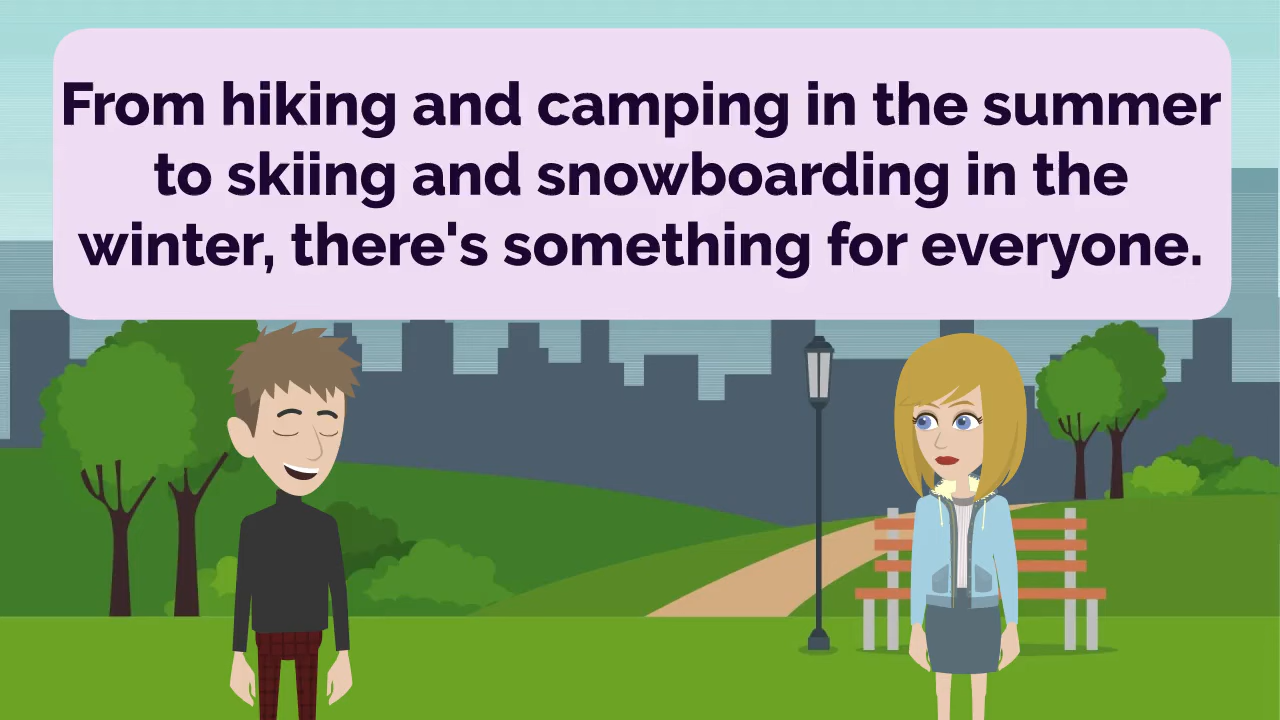 From hiking and camping in the summer
to skiing and snowboarding in the
winter, there's something for everyone.